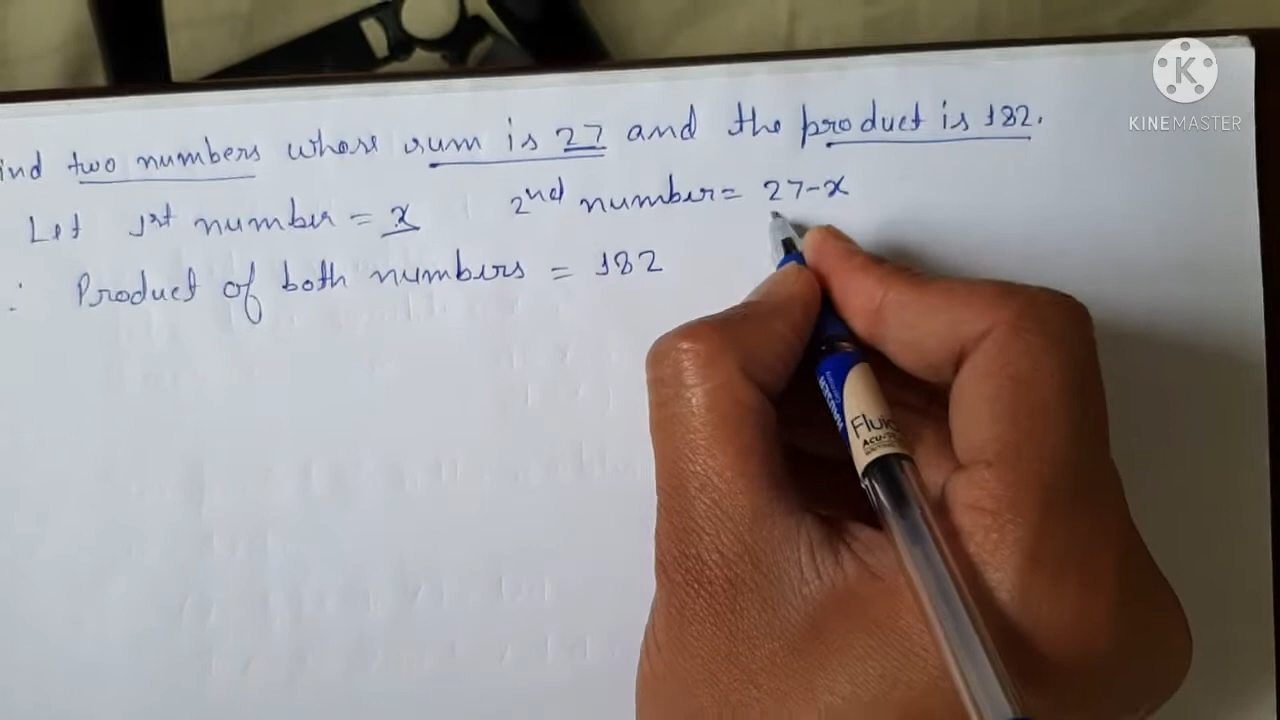 ind two numbers whose sum is 27 and the product is 182.
Let 1st number = x 2nd number = 27-x
∴ Product of both numbers = 182
K
KINEMASTER
Fluid